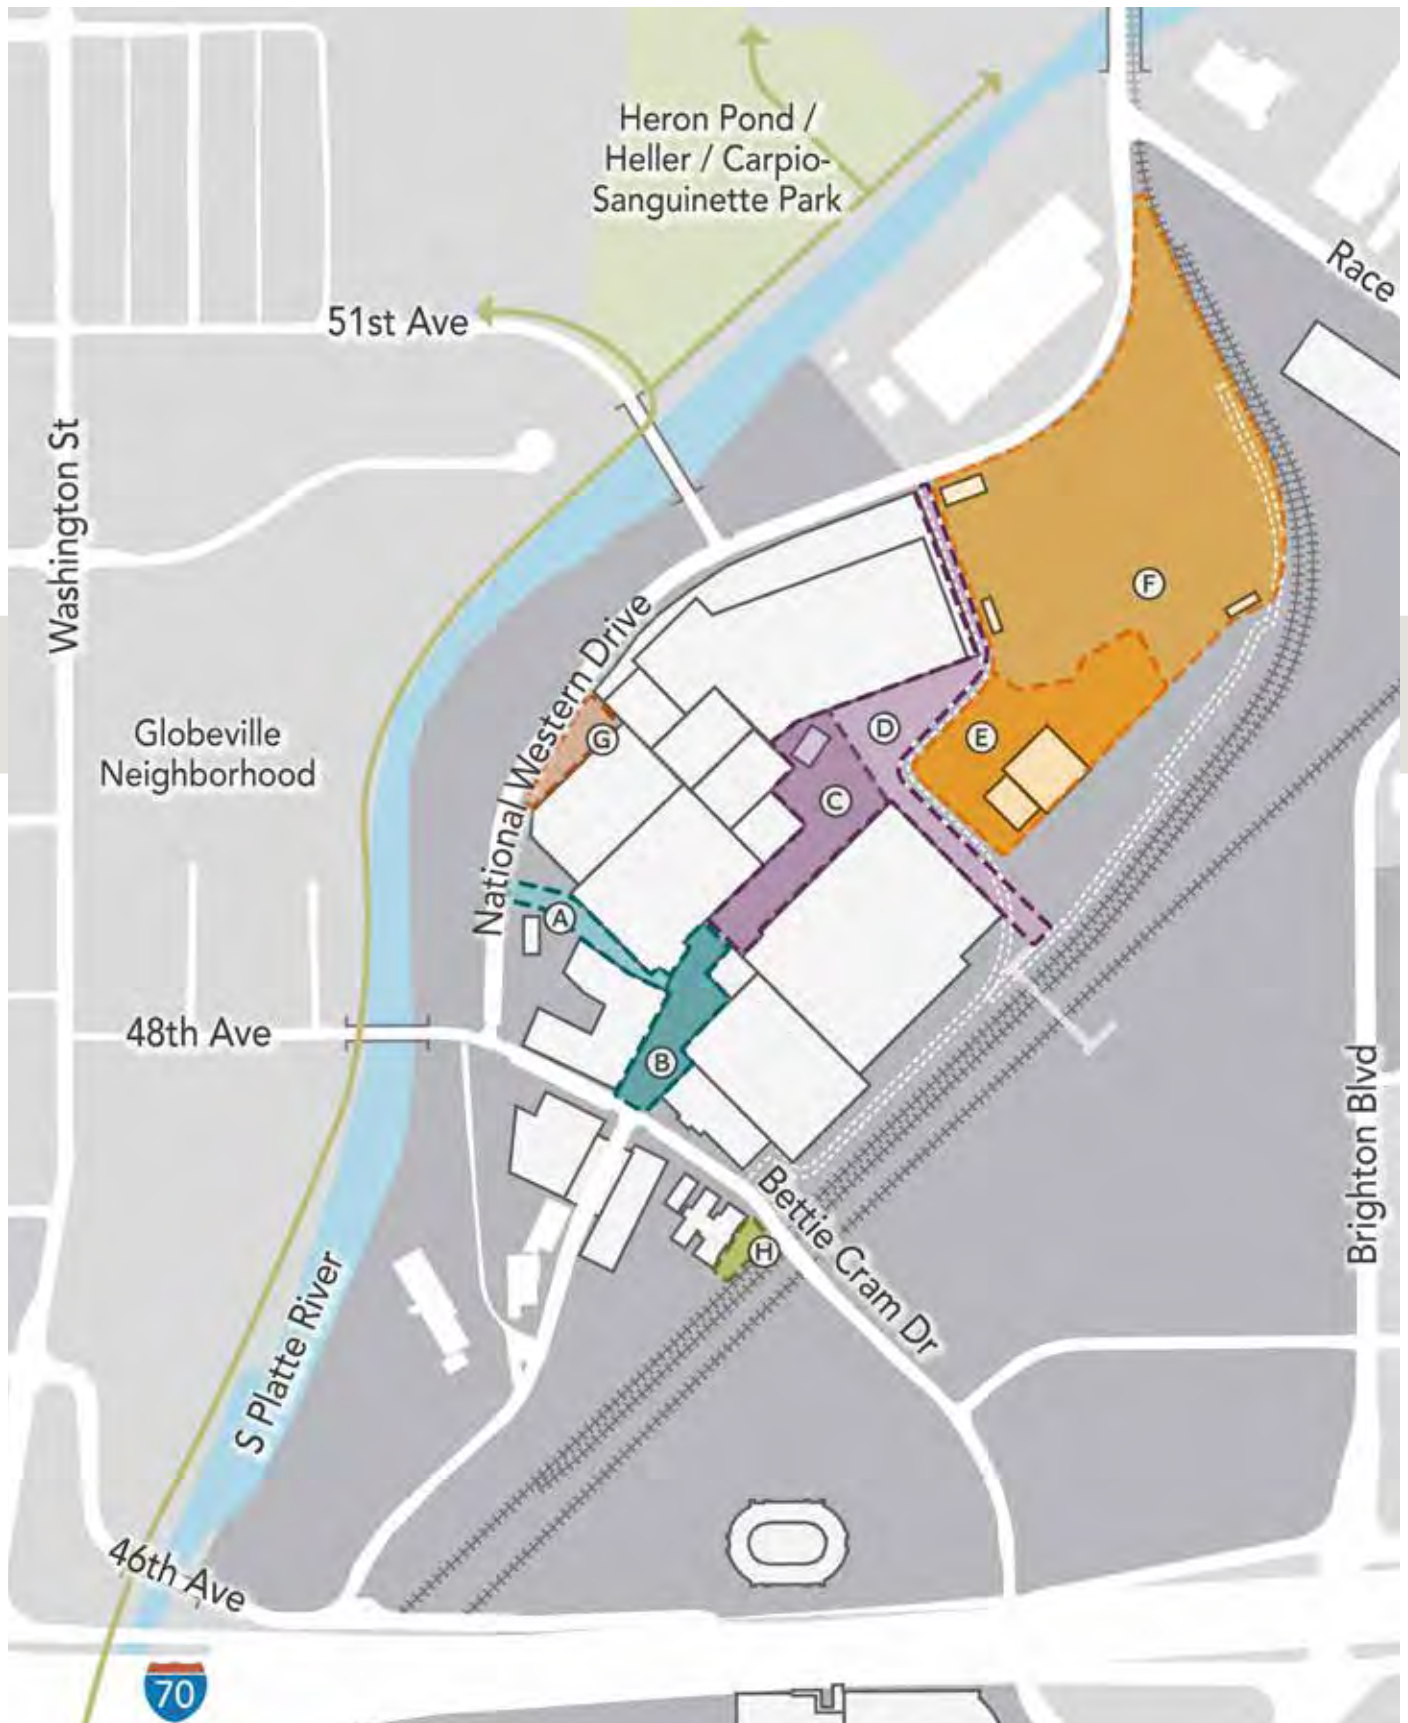 Heron Pond /
Heller / Carpio-
Sanguinette Park
Race
51st Ave
Washington St
F
National Western Drive
G
D
E
Globeville
Neighborhood
C
A
48th Ave
B
Brighton Blvd
Bettie Cram Dr
H
S Platte River
46th Ave
70